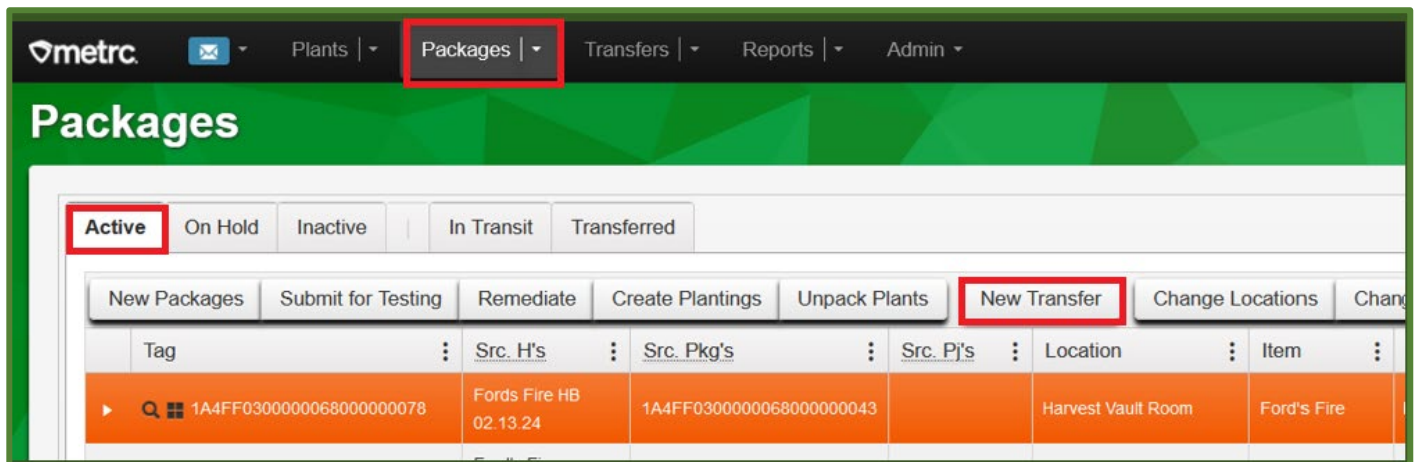 metrc. Plants Packages Transfers Reports Admin
Packages
Active On Hold Inactive In Transit Transferred
New Packages Submit for Testing Remediate Create Plantings Unpack Plants New Transfer Change Locations
Tag Src. H's Src. Pkg's Src. Pj's Location Item
1A4FF0300000068000000078 Fords Fire HB 02.13.24 1A4FF0300000068000000043 Harvest Vault Room Ford's Fire